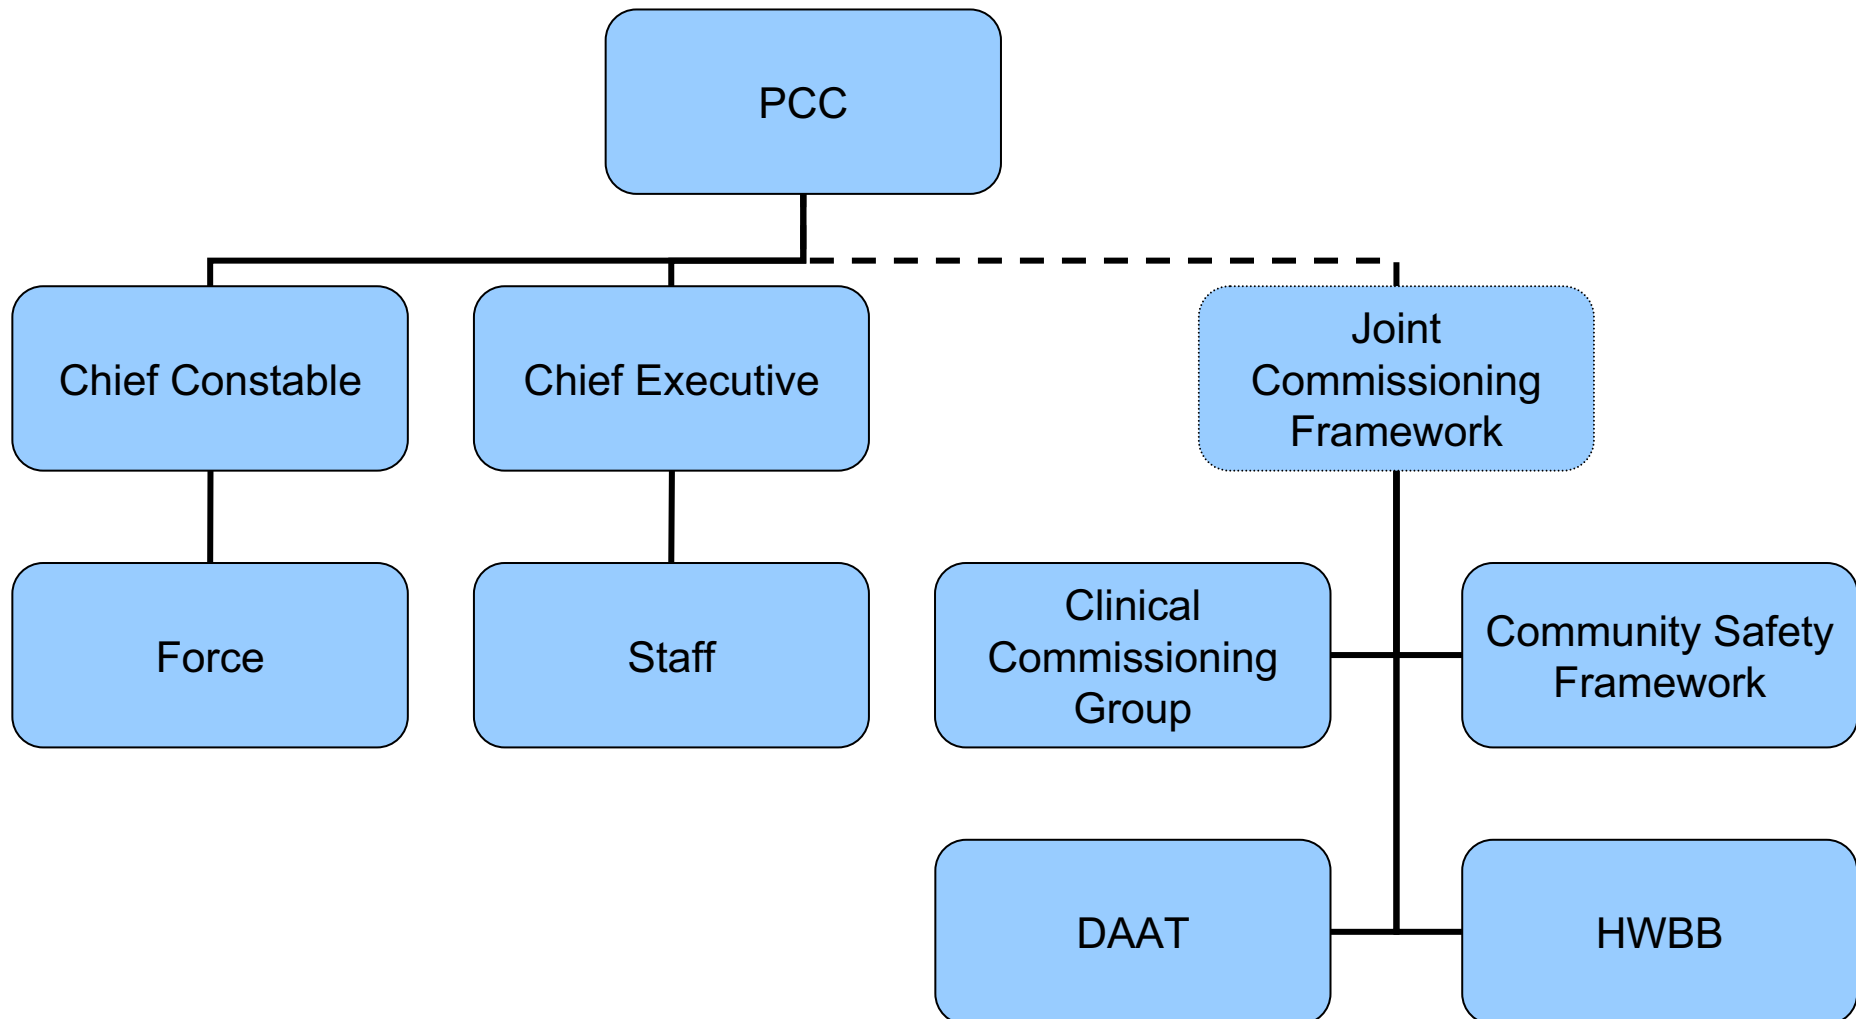 PCC
Chief Constable
Chief Executive
Joint
Commissioning
Framework
Force
Staff
Clinical
Commissioning
Group
Community Safety
Framework
DAAT
HWBB